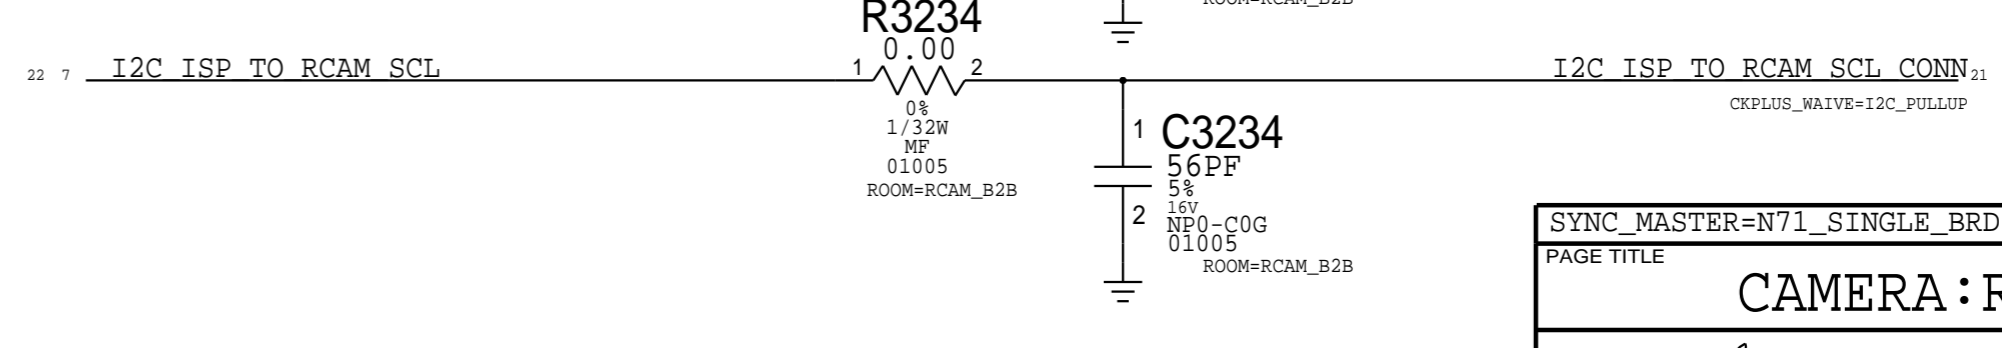 ROOM=RCAM_B2B
R3234
0.00
22 7 I2C_ISP_TO_RCAM_SCL
1 2
I2C_ISP_TO_RCAM_SCL_CONN 21
CKPLUS_WAIVE=I2C_PULLUP
0%
1/32W
MF
01005
ROOM=RCAM_B2B
1 C3234
56PF
5%
16V
2
NP0-C0G
01005
ROOM=RCAM_B2B
SYNC_MASTER=N71_SINGLE_BRD
PAGE TITLE
CAMERA:R